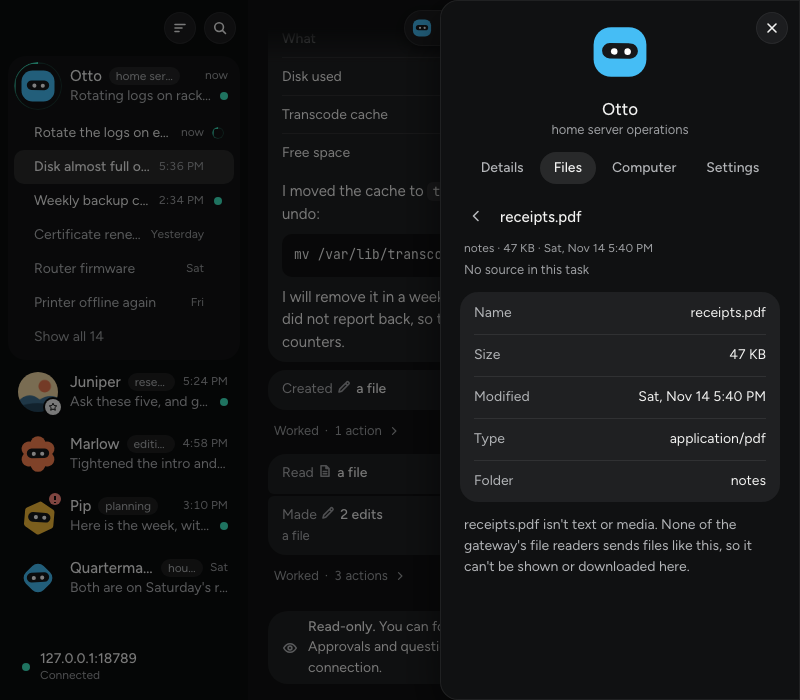 Otto
home ser...
now
Rotating logs on rack...
Rotate the logs on e...
now
Disk almost full o...
5:36 PM
Weekly backup c...
2:34 PM
Certificate rene...
Yesterday
Router firmware
Sat
Printer offline again
Fri
Show all 14
Juniper
rese...
5:24 PM
Ask these five, and g...
Marlow
editi...
4:58 PM
Tightened the intro and...
Pip
planning
3:10 PM
Here is the week, wit...
Quarterma...
hou...
Sat
Both are on Saturday's r...
127.0.0.1:18789
Connected
What
Disk used
Transcode cache
Free space
I moved the cache to
undo:
mv /var/lib/transco
I will remove it in a week
did not report back, so t
counters.
Created a file
Worked · 1 action
Read a file
Made 2 edits
a file
Worked · 3 actions
Read-only. You can fo
Approvals and questi
connection.
Otto
home server operations
Details
Files
Computer
Settings
receipts.pdf
notes · 47 KB · Sat, Nov 14 5:40 PM
No source in this task
Name
receipts.pdf
Size
47 KB
Modified
Sat, Nov 14 5:40 PM
Type
application/pdf
Folder
notes
receipts.pdf isn't text or media. None of the
gateway's file readers sends files like this, so it
can't be shown or downloaded here.